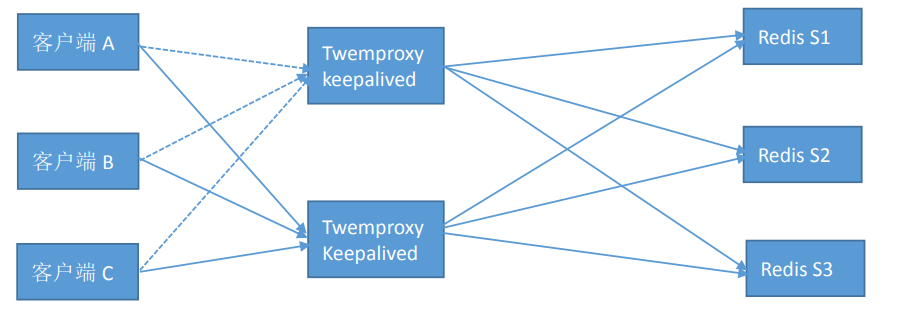 客户端 A
客户端 B
客户端 C
Twemproxy
keepalived
Twemproxy
Keepalived
Redis S1
Redis S2
Redis S3